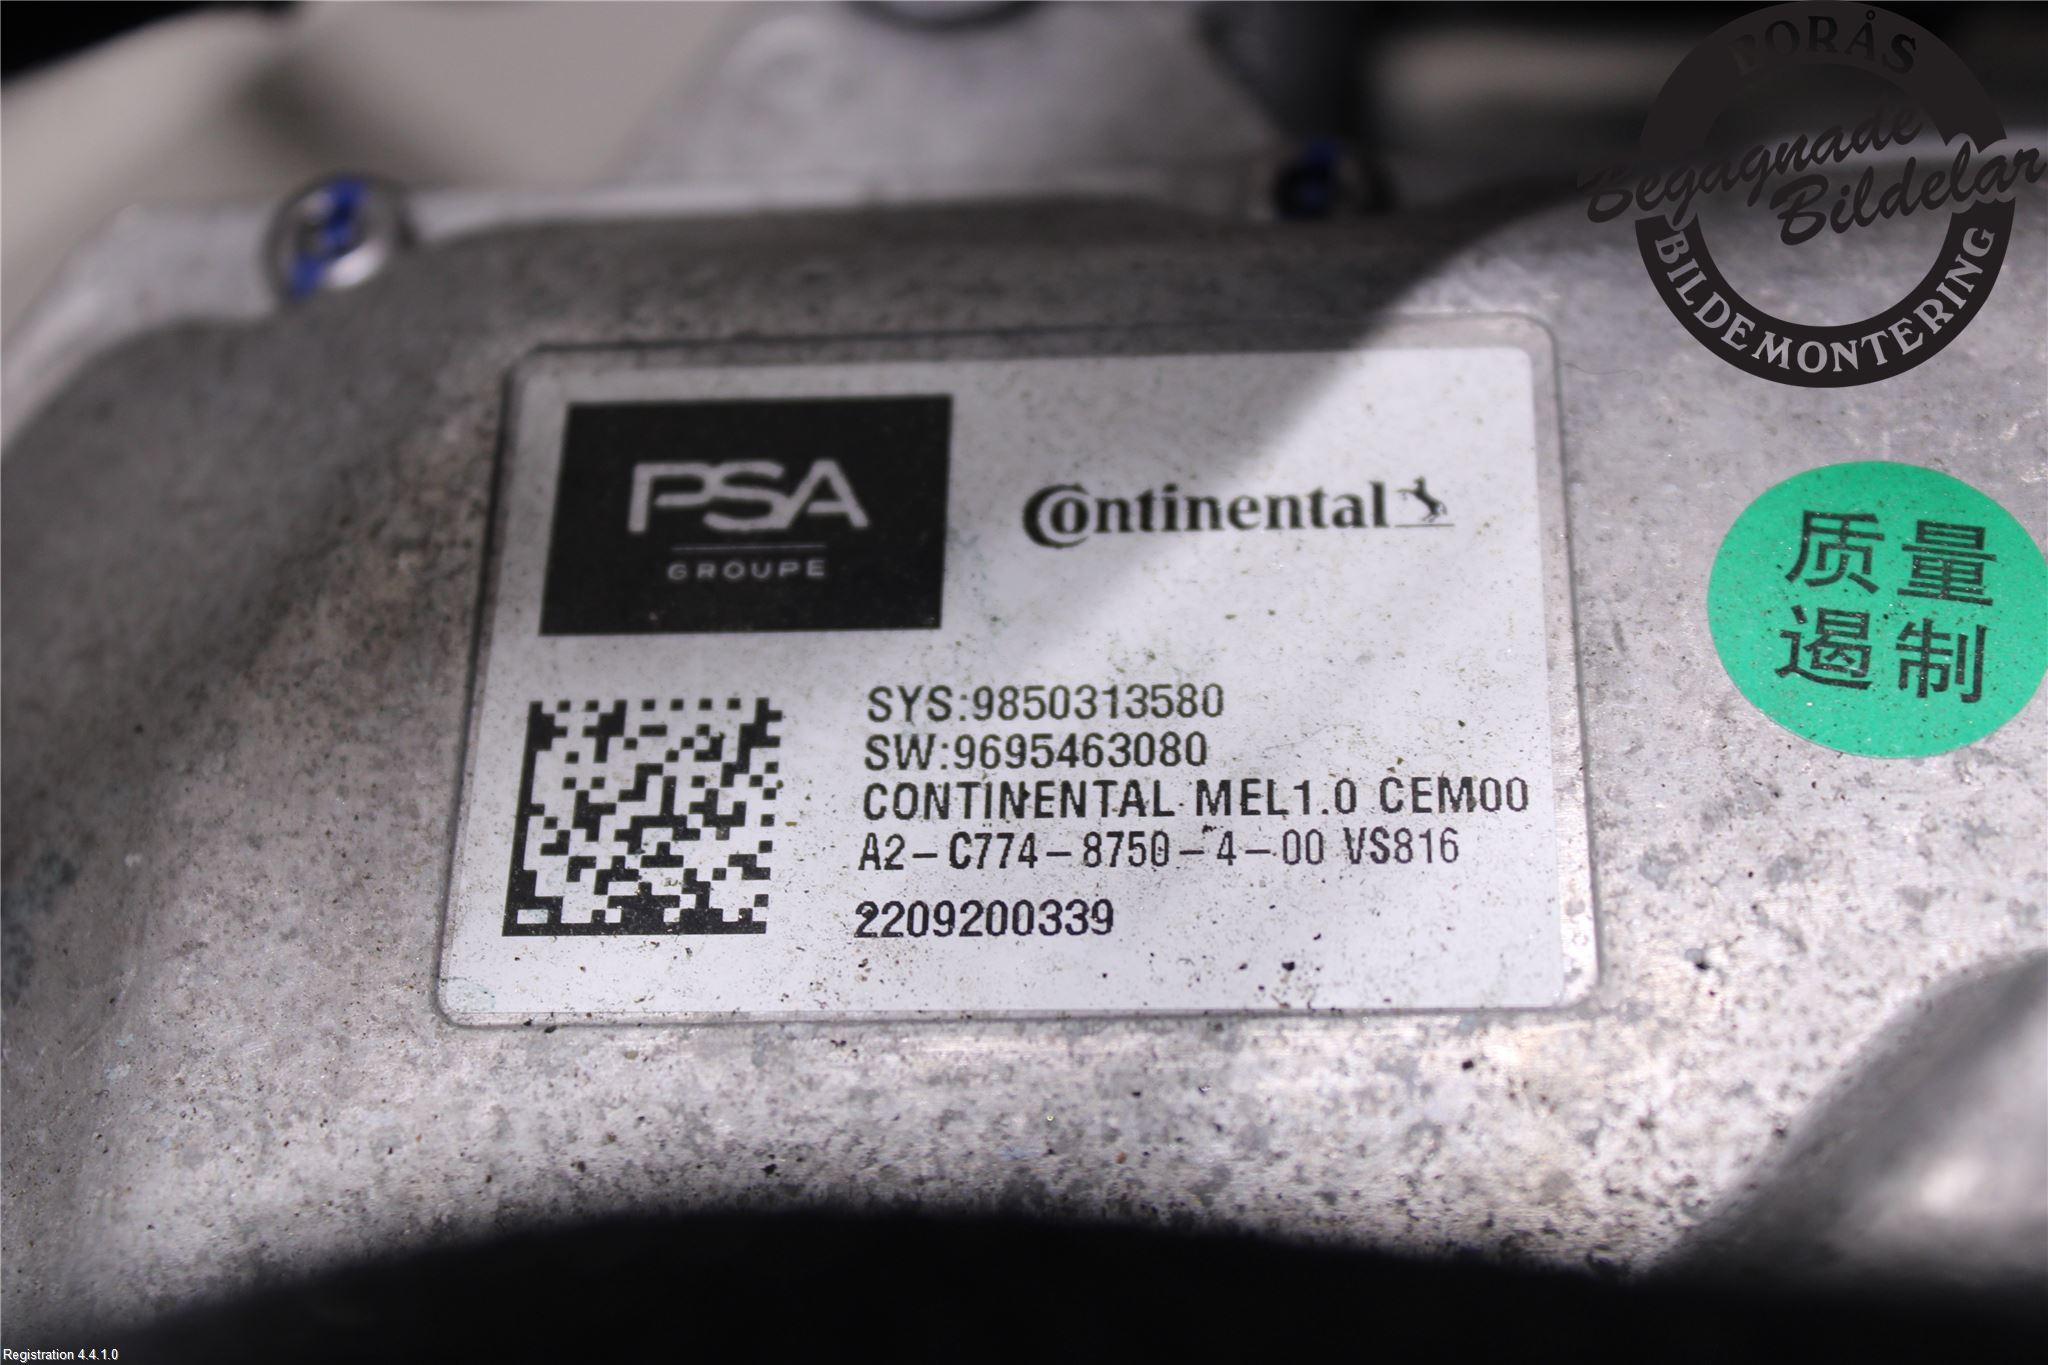 BORÅS
Begagnade
Bildelar
BILDEMONTERING
PSA
GROUPE
Continental
质量
遏制
SYS:9850313580
SW:9695463080
CONTINENTAL MEL1.0 CEM00
A2-C774-8750-4-00 VS816
2209200339
Registration 4.4.1.0